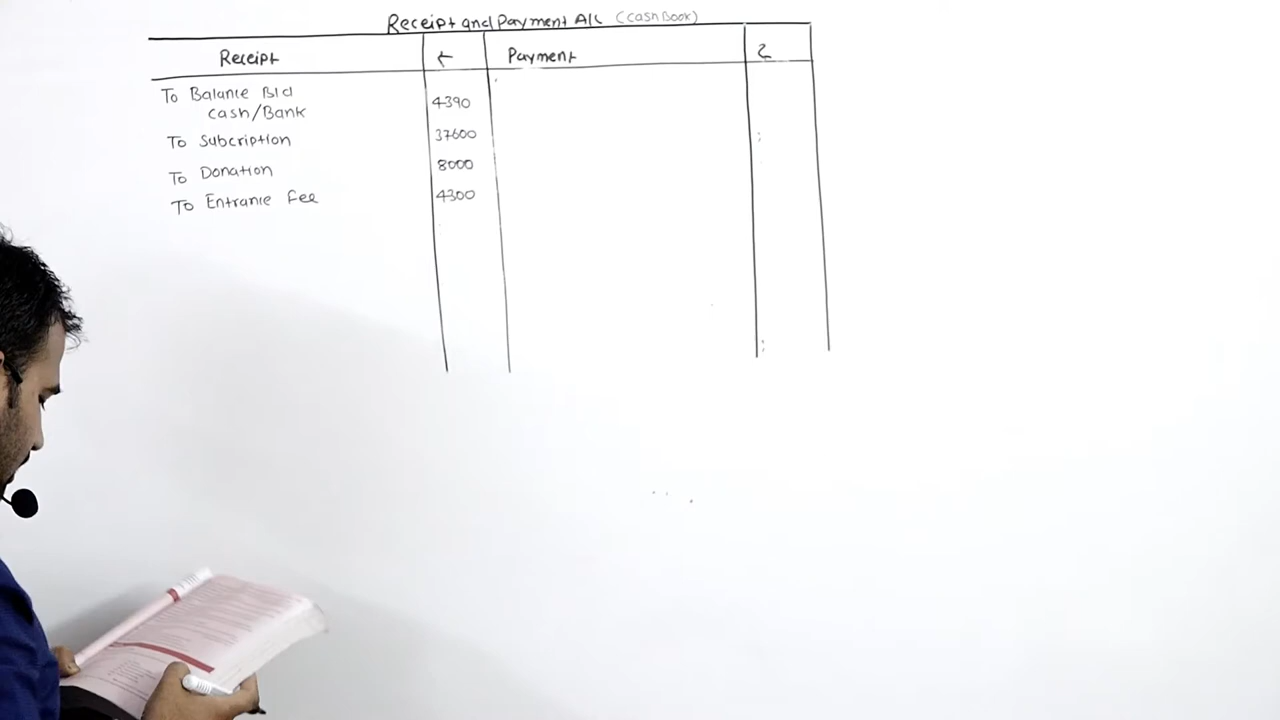 Receipt and Payment A/c (cash Book)
Receipt ₹ Payment ₹
To Balance B/d
cash/Bank 4390
To Subcription 37600
To Donation 8000
To Entrance fee 4300